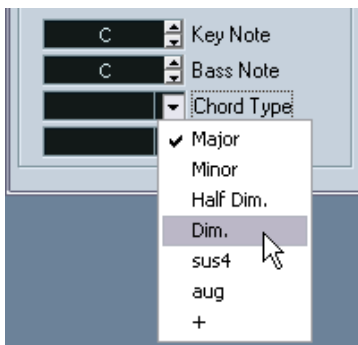 C Key Note
C Bass Note
Chord Type
✔ Major
Minor
Half Dim.
Dim.
sus4
aug
+